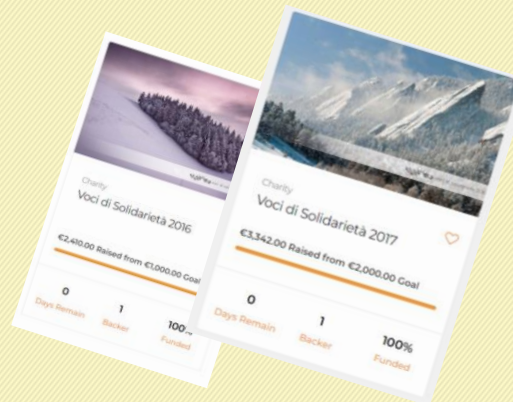 Charity
Voci di Solidarietà 2016
€2,410.00 Raised from €1,000.00 Goal
0
Days Remain
1
Backer
100%
Funded
Charity
Voci di Solidarietà 2017
€3,342.00 Raised from €2,000.00 Goal
0
Days Remain
1
Backer
100%
Funded